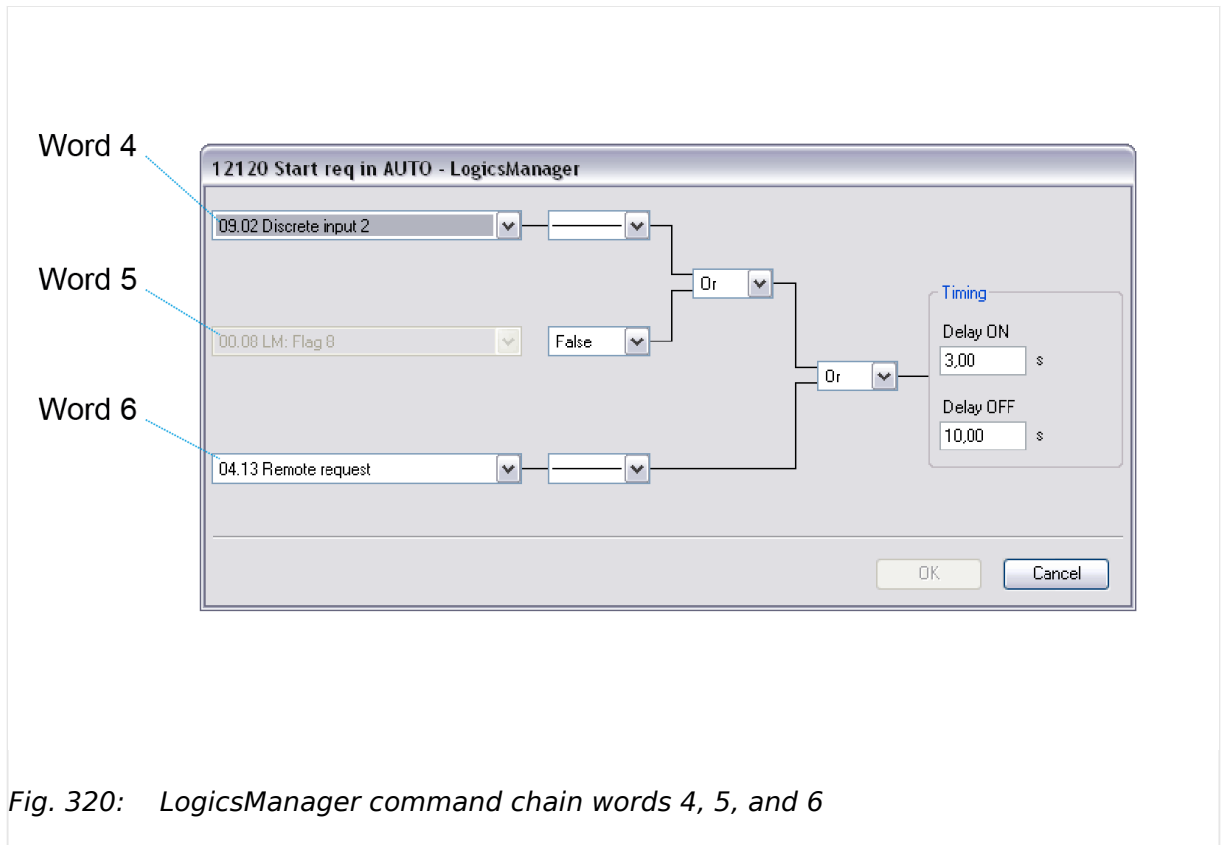 Word 4
12120 Start req in AUTO - LogicsManager
09.02 Discrete input 2
Word 5
Or
Timing
00.08 LM: Flag 8
False
Delay ON
3,00 s
Or
Word 6
Delay OFF
10,00 s
04.13 Remote request
OK
Cancel
Fig. 320: LogicsManager command chain words 4, 5, and 6